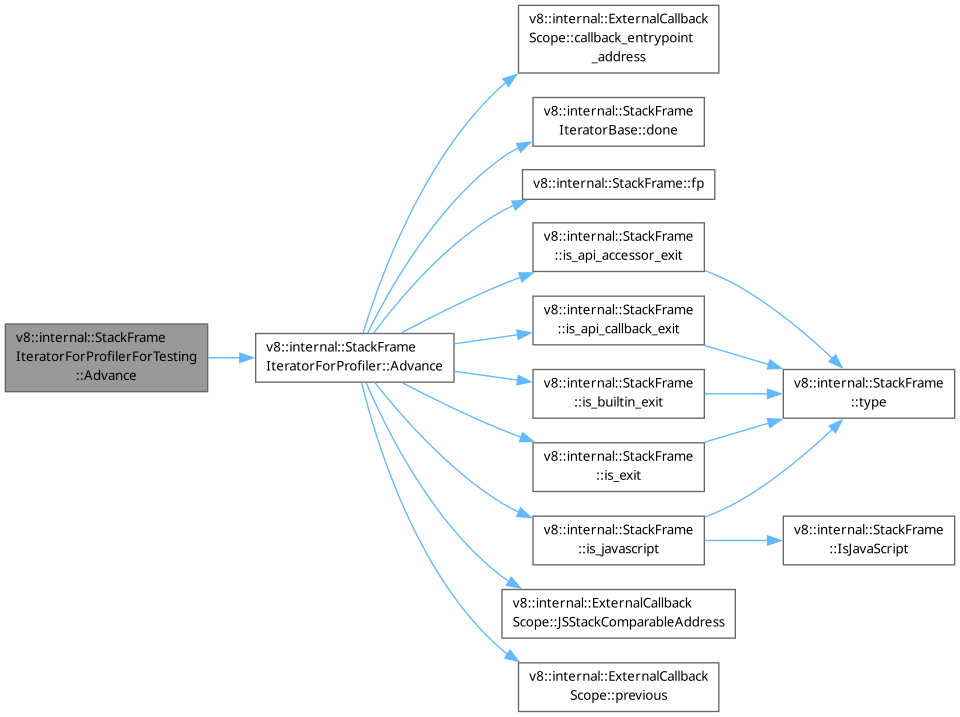 v8::internal::StackFrame
IteratorForProfilerForTesting
::Advance
v8::internal::StackFrame
IteratorForProfiler::Advance
v8::internal::ExternalCallback
Scope::callback_entrypoint
_address
v8::internal::StackFrame
IteratorBase::done
v8::internal::StackFrame::fp
v8::internal::StackFrame
::is_api_accessor_exit
v8::internal::StackFrame
::is_api_callback_exit
v8::internal::StackFrame
::is_builtin_exit
v8::internal::StackFrame
::is_exit
v8::internal::StackFrame
::is_javascript
v8::internal::ExternalCallback
Scope::JSStackComparableAddress
v8::internal::ExternalCallback
Scope::previous
v8::internal::StackFrame
::type
v8::internal::StackFrame
::IsJavaScript